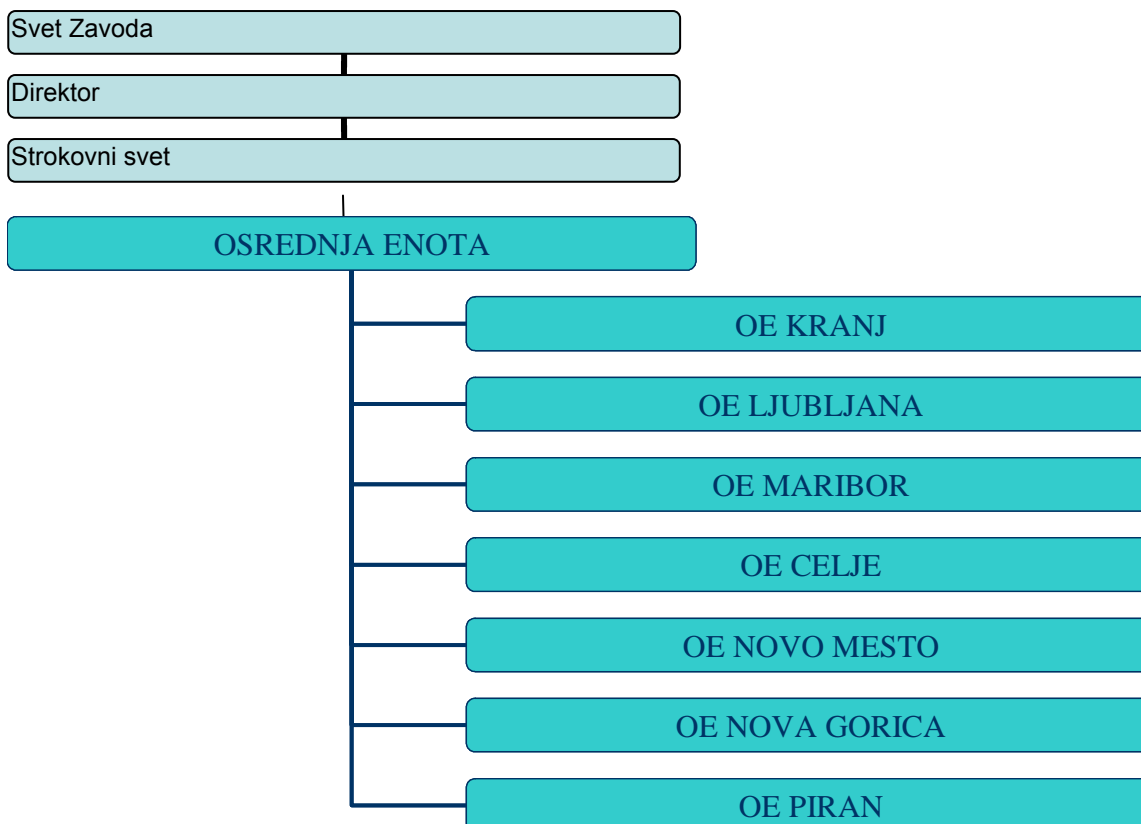 Svet Zavoda
Direktor
Strokovni svet
OSREDNJA ENOTA
OE KRANJ
OE LJUBLJANA
OE MARIBOR
OE CELJE
OE NOVO MESTO
OE NOVA GORICA
OE PIRAN